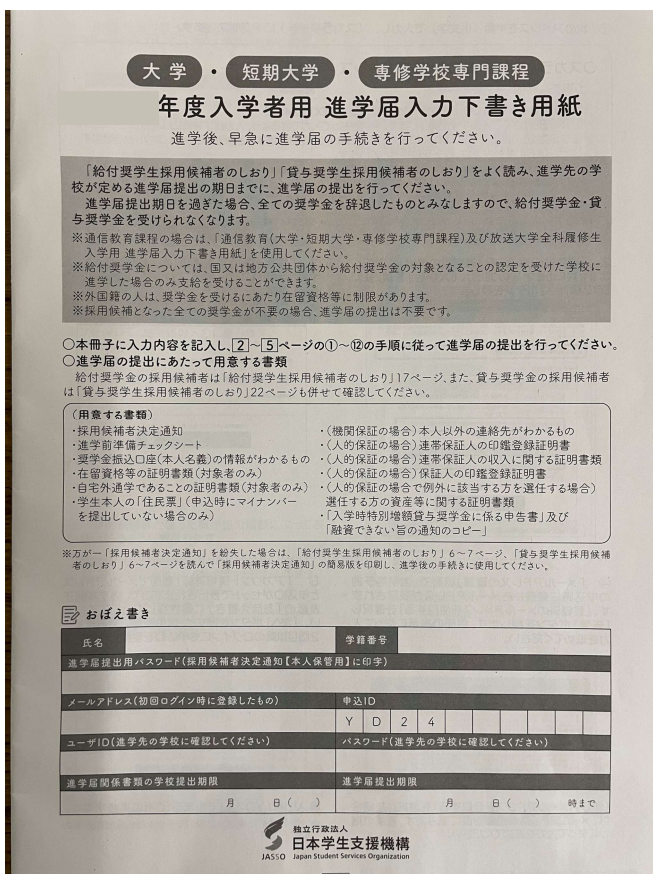 大学・短期大学・専修学校専門課程
年度入学者用 進学届入力下書き用紙
進学後、早急に進学届の手続きを行ってください。
「給付奨学生採用候補者のしおり」「貸与奨学生採用候補者のしおり」をよく読み、進学先の学
校が定める進学届提出の期日までに、進学届の提出を行ってください。
進学届提出期日を過ぎた場合、全ての奨学金を辞退したものとみなしますので、給付奨学金・貸
与奨学金を受けられなくなります。
※通信教育課程の場合は、「通信教育(大学・短期大学・専修学校専門課程)及び放送大学全科履修生
入学用 進学届入力下書き用紙」を使用してください。
※給付奨学金については、国又は地方公共団体から給付奨学金の対象となることの認定を受けた学校に
進学した場合のみ支給を受けることができます。
※外国籍の人は、奨学金を受けるにあたり在留資格等に制限があります。
※採用候補となった全ての奨学金が不要の場合、進学届の提出は不要です。
○本冊子に入力内容を記入し、2～5ページの①～⑫の手順に従って進学届の提出を行ってください。
○進学届の提出にあたって用意する書類
給付奨学金の採用候補者は「給付奨学生採用候補者のしおり」17ページ、また、貸与奨学金の採用候補者
は「貸与奨学生採用候補者のしおり」22ページも併せて確認してください。
(用意する書類)
・採用候補者決定通知
・進学前準備チェックシート
・奨学金振込口座(本人名義)の情報がわかるもの
・在留資格等の証明書類(対象者のみ)
・自宅外通学であることの証明書類(対象者のみ)
・学生本人の「住民票」(申込時にマイナンバー
を提出していない場合のみ)
・(機関保証の場合)本人以外の連絡先がわかるもの
・(人的保証の場合)連帯保証人の印鑑登録証明書
・(人的保証の場合)連帯保証人の収入に関する証明書類
・(人的保証の場合)保証人の印鑑登録証明書
・(人的保証の場合で例外に該当する方を選任する場合)
選任する方の資産等に関する証明書類
・「入学時特別増額貸与奨学金に係る申告書」及び
「融資できない旨の通知のコピー」
※万が一「採用候補者決定通知」を紛失した場合は、「給付奨学生採用候補者のしおり」6～7ページ、「貸与奨学生採用候補
者のしおり」6～7ページを読んで「採用候補者決定通知」の簡易版を印刷し、進学後の手続きに使用してください。
おぼえ書き
氏名
学籍番号
進学届提出用パスワード(採用候補者決定通知【本人保管用】に印字)
メールアドレス(初回ログイン時に登録したもの)
申込ID
Y D 2 4
ユーザID(進学先の学校に確認してください)
パスワード(進学先の学校に確認してください)
進学届関係書類の学校提出期限
進学届提出期限
月 日( )
月 日( ) 時まで
独立行政法人
日本学生支援機構
JASSO Japan Student Services Organization